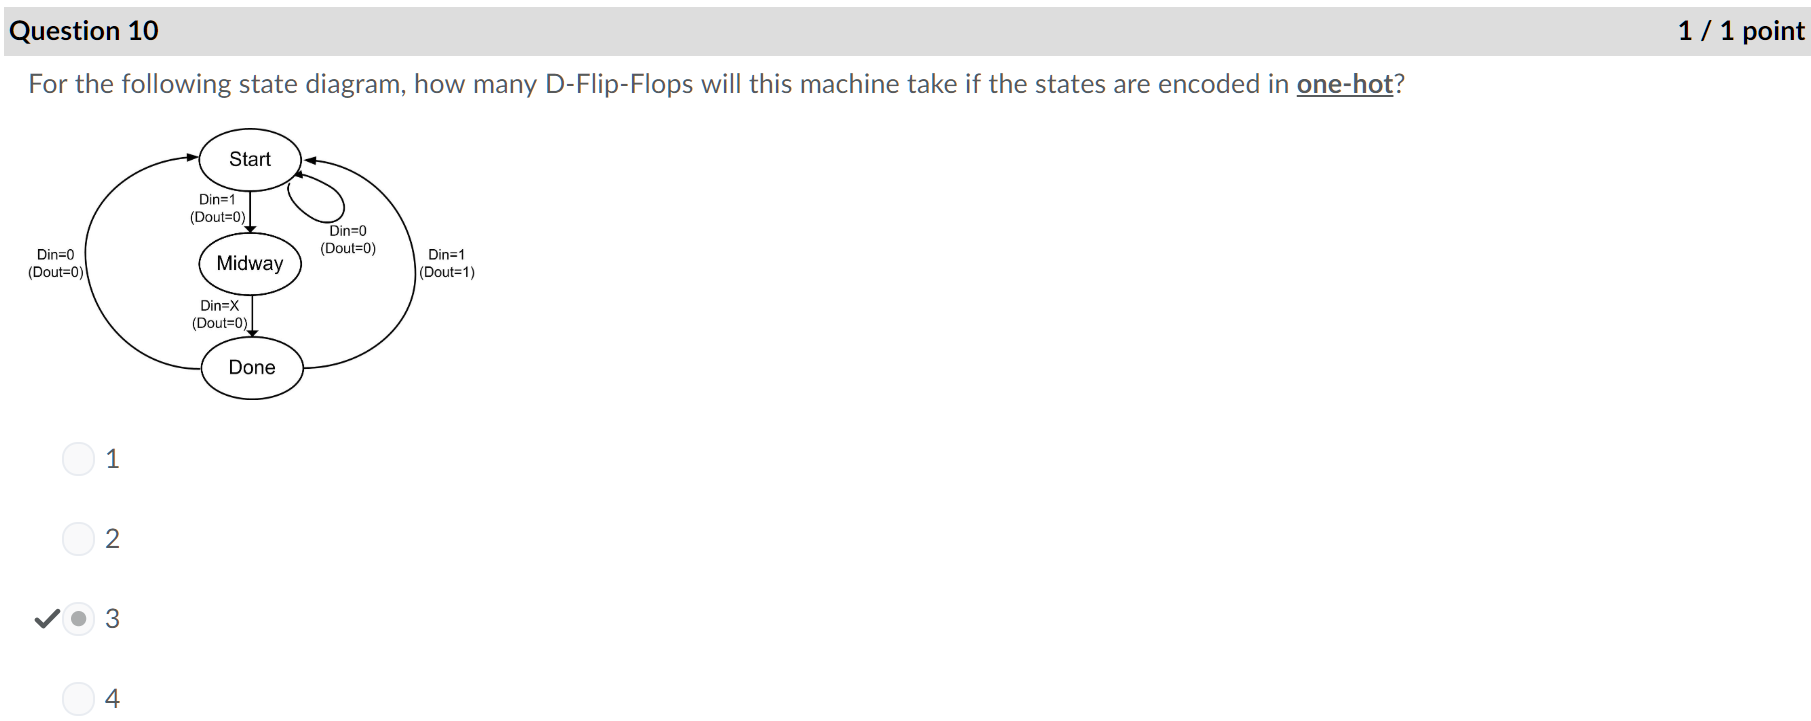 Question 10
1 / 1 point
For the following state diagram, how many D-Flip-Flops will this machine take if the states are encoded in one-hot?
Start
Din=1
(Dout=0)
Din=0
(Dout=0)
Din=0
(Dout=0)
Midway
Din=1
(Dout=1)
Din=X
(Dout=0)
Done
1
2
3
4